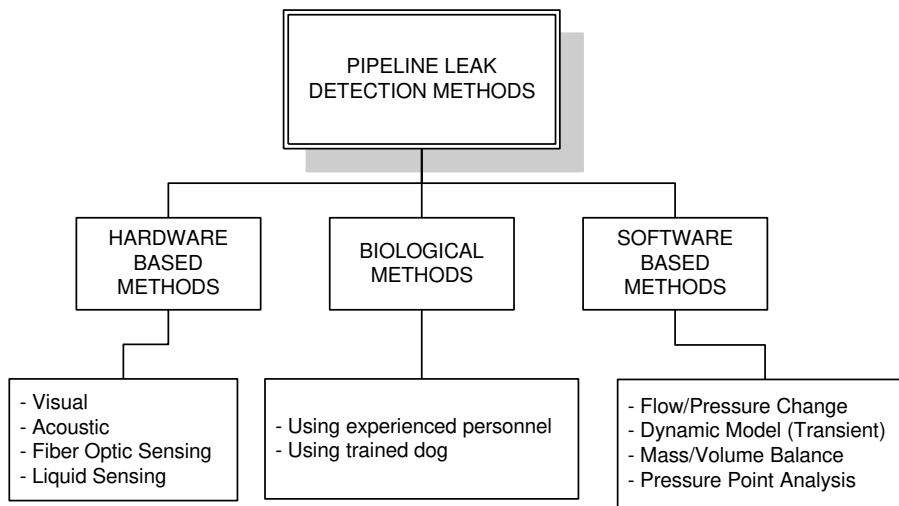 PIPELINE LEAK
DETECTION METHODS
HARDWARE
BASED
METHODS
BIOLOGICAL
METHODS
SOFTWARE
BASED
METHODS
- Visual
- Acoustic
- Fiber Optic Sensing
- Liquid Sensing
- Using experienced personnel
- Using trained dog
- Flow/Pressure Change
- Dynamic Model (Transient)
- Mass/Volume Balance
- Pressure Point Analysis